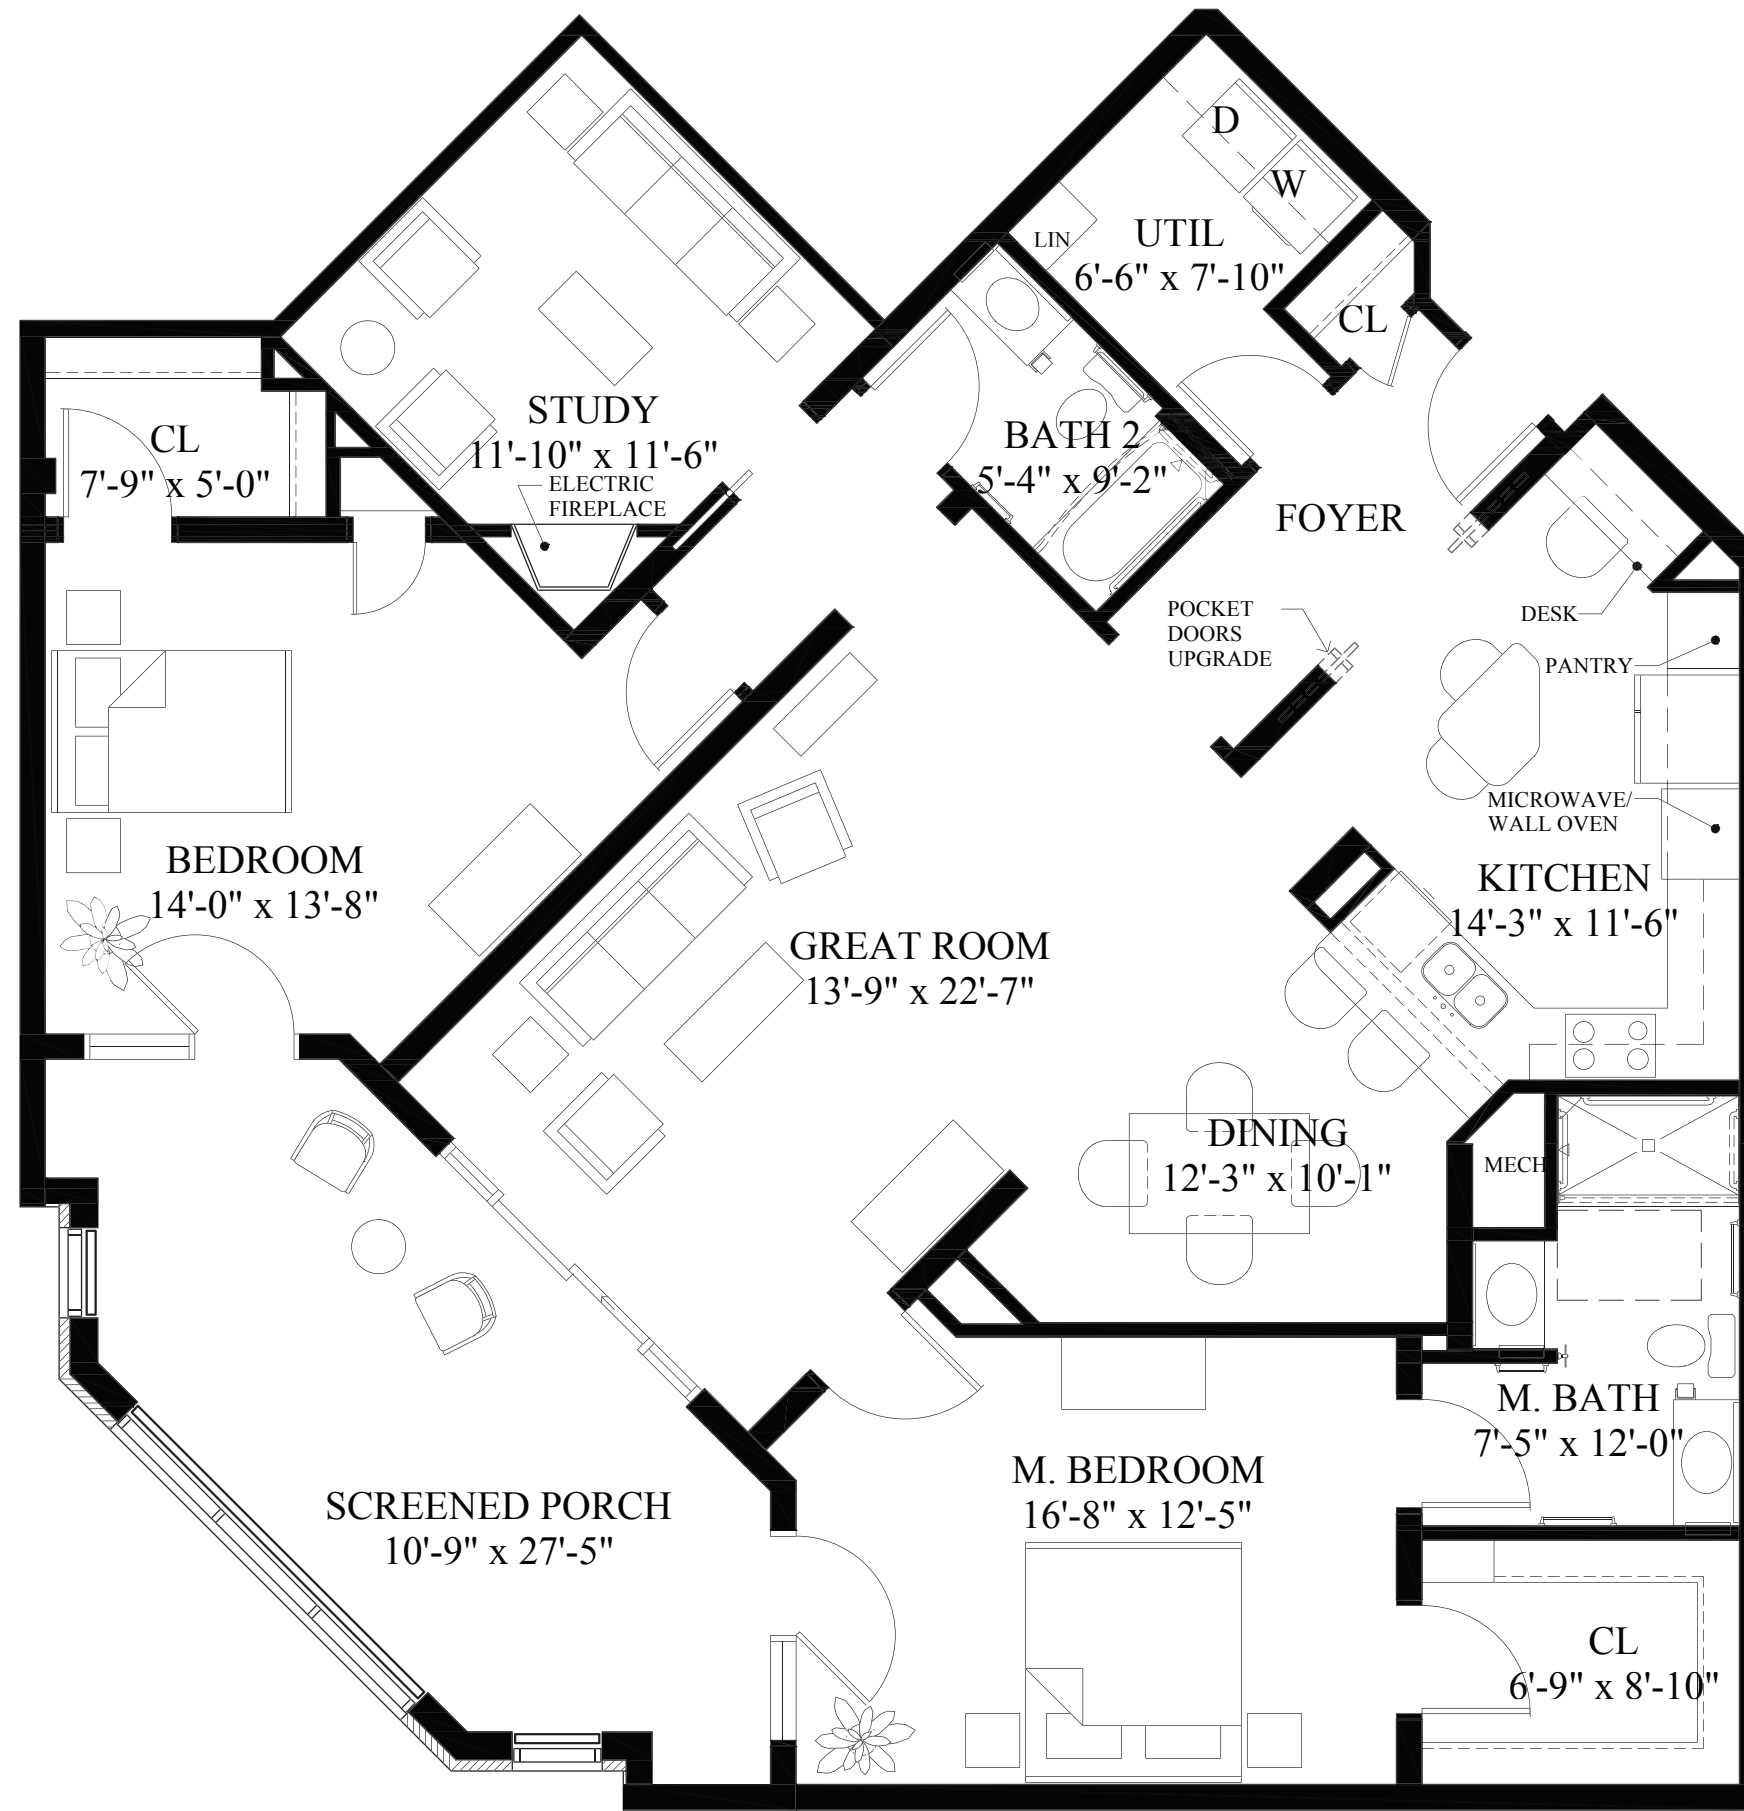 D
W
LIN
UTIL
6'-6" x 7'-10"
CL
STUDY
11'-10" x 11'-6"
ELECTRIC
FIREPLACE
CL
7'-9" x 5'-0"
BATH 2
5'-4" x 9'-2"
FOYER
POCKET
DOORS
UPGRADE
DESK
PANTRY
MICROWAVE/
WALL OVEN
KITCHEN
14'-3" x 11'-6"
BEDROOM
14'-0" x 13'-8"
GREAT ROOM
13'-9" x 22'-7"
DINING
12'-3" x 10'-1"
MECH
M. BATH
7'-5" x 12'-0"
M. BEDROOM
16'-8" x 12'-5"
SCREENED PORCH
10'-9" x 27'-5"
CL
6'-9" x 8'-10"